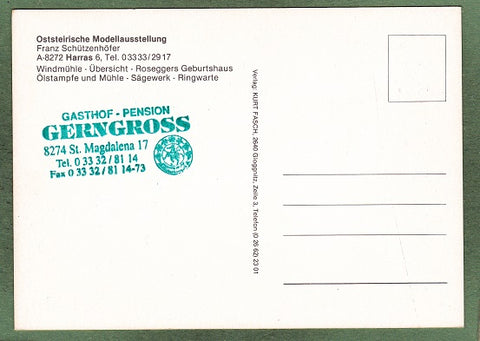 Oststeirische Modellausstellung
Franz Schützenhöfer
A-8272 Harras 6, Tel. 03333/2917
Windmühle · Übersicht · Roseggers Geburtshaus
Ölstampfe und Mühle · Sägewerk · Ringwarte
GASTHOF - PENSION
GERNGROSS
8274 St. Magdalena 17
Tel. 0 33 32 / 81 14
Fax 0 33 32 / 81 14-73
Verlag: KURT FASCH, 2640 Gloggnitz, Zeile 3, Telefon (0 26 62) 23 01